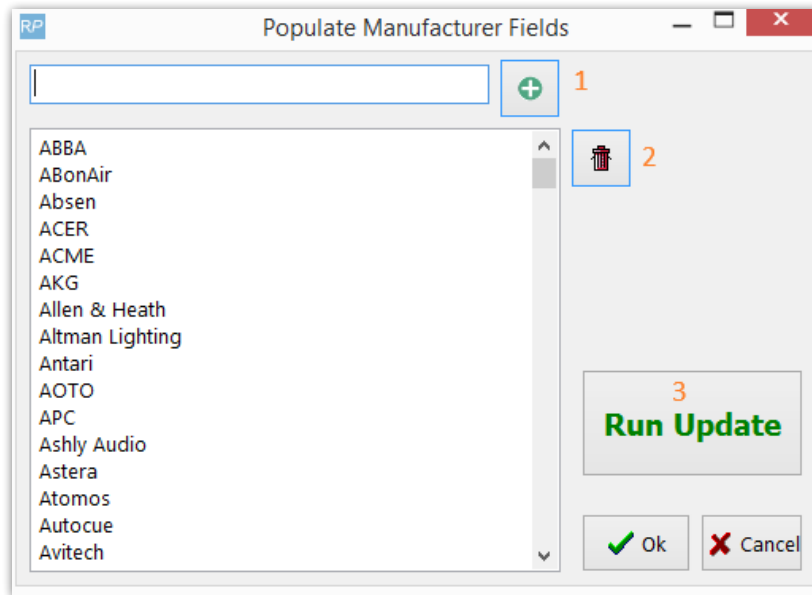 RP Populate Manufacturer Fields
1
2
ABBA
ABonAir
Absen
ACER
ACME
AKG
Allen & Heath
Altman Lighting
Antari
AOTO
APC
Ashly Audio
Astera
Atomos
Autocue
Avitech
3
Run Update
Ok
Cancel